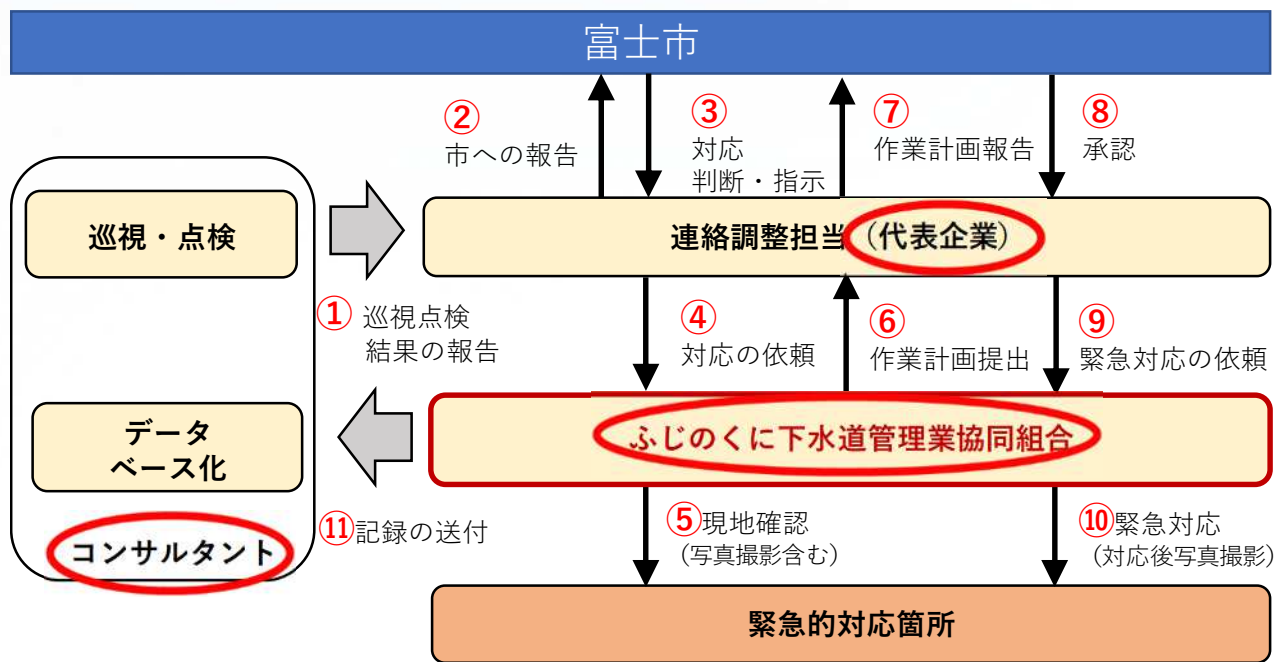 富士市
②
市への報告
③
対応
判断・指示
⑦
作業計画報告
⑧
承認
巡視・点検
連絡調整担当（代表企業）
①巡視点検
結果の報告
④
対応の依頼
⑥
作業計画提出
⑨
緊急対応の依頼
データ
ベース化
ふじのくに下水道管理業協同組合
コンサルタント
⑪記録の送付
⑤現地確認
（写真撮影含む）
⑩緊急対応
（対応後写真撮影）
緊急的対応箇所